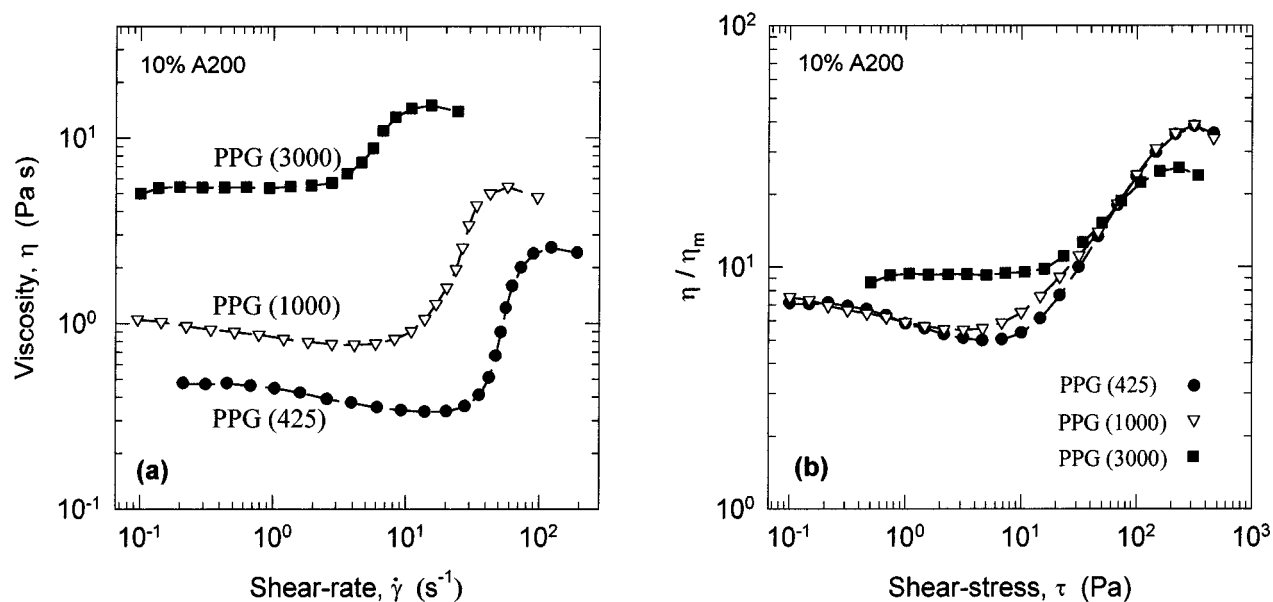 10% A200
PPG (3000)
PPG (1000)
PPG (425)
(a)
Viscosity, η (Pa s)
10¹
10⁰
10⁻¹
10⁻¹ 10⁰ 10¹ 10²
Shear-rate, γ̇ (s⁻¹)
10% A200
PPG (425)
PPG (1000)
PPG (3000)
(b)
η / ηₘ
10²
10¹
10⁰
10⁻¹ 10⁰ 10¹ 10² 10³
Shear-stress, τ (Pa)